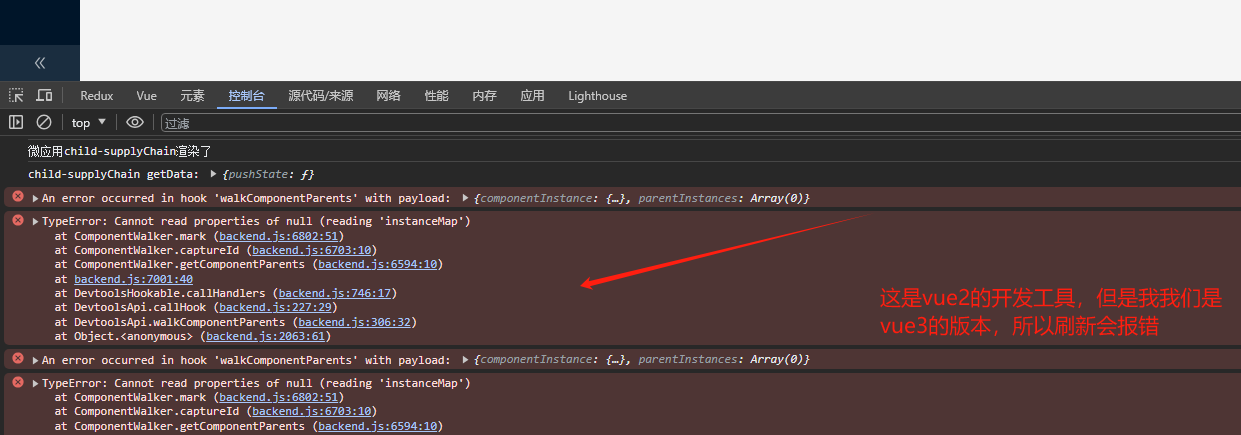 Redux Vue 元素 控制台 源代码/来源 网络 性能 内存 应用 Lighthouse
top 过滤
微应用child-supplyChain渲染了
child-supplyChain getData: {pushState: ƒ}
An error occurred in hook 'walkComponentParents' with payload: {componentInstance: {…}, parentInstances: Array(0)}
TypeError: Cannot read properties of null (reading 'instanceMap')
at ComponentWalker.mark (backend.js:6802:51)
at ComponentWalker.captureId (backend.js:6703:10)
at ComponentWalker.getComponentParents (backend.js:6594:10)
at backend.js:7001:40
at DevtoolsHookable.callHandlers (backend.js:746:17)
at DevtoolsApi.callHook (backend.js:227:29)
at DevtoolsApi.walkComponentParents (backend.js:306:32)
at Object.<anonymous> (backend.js:2063:61)
这是vue2的开发工具，但是我我们是
vue3的版本，所以刷新会报错
An error occurred in hook 'walkComponentParents' with payload: {componentInstance: {…}, parentInstances: Array(0)}
TypeError: Cannot read properties of null (reading 'instanceMap')
at ComponentWalker.mark (backend.js:6802:51)
at ComponentWalker.captureId (backend.js:6703:10)
at ComponentWalker.getComponentParents (backend.js:6594:10)